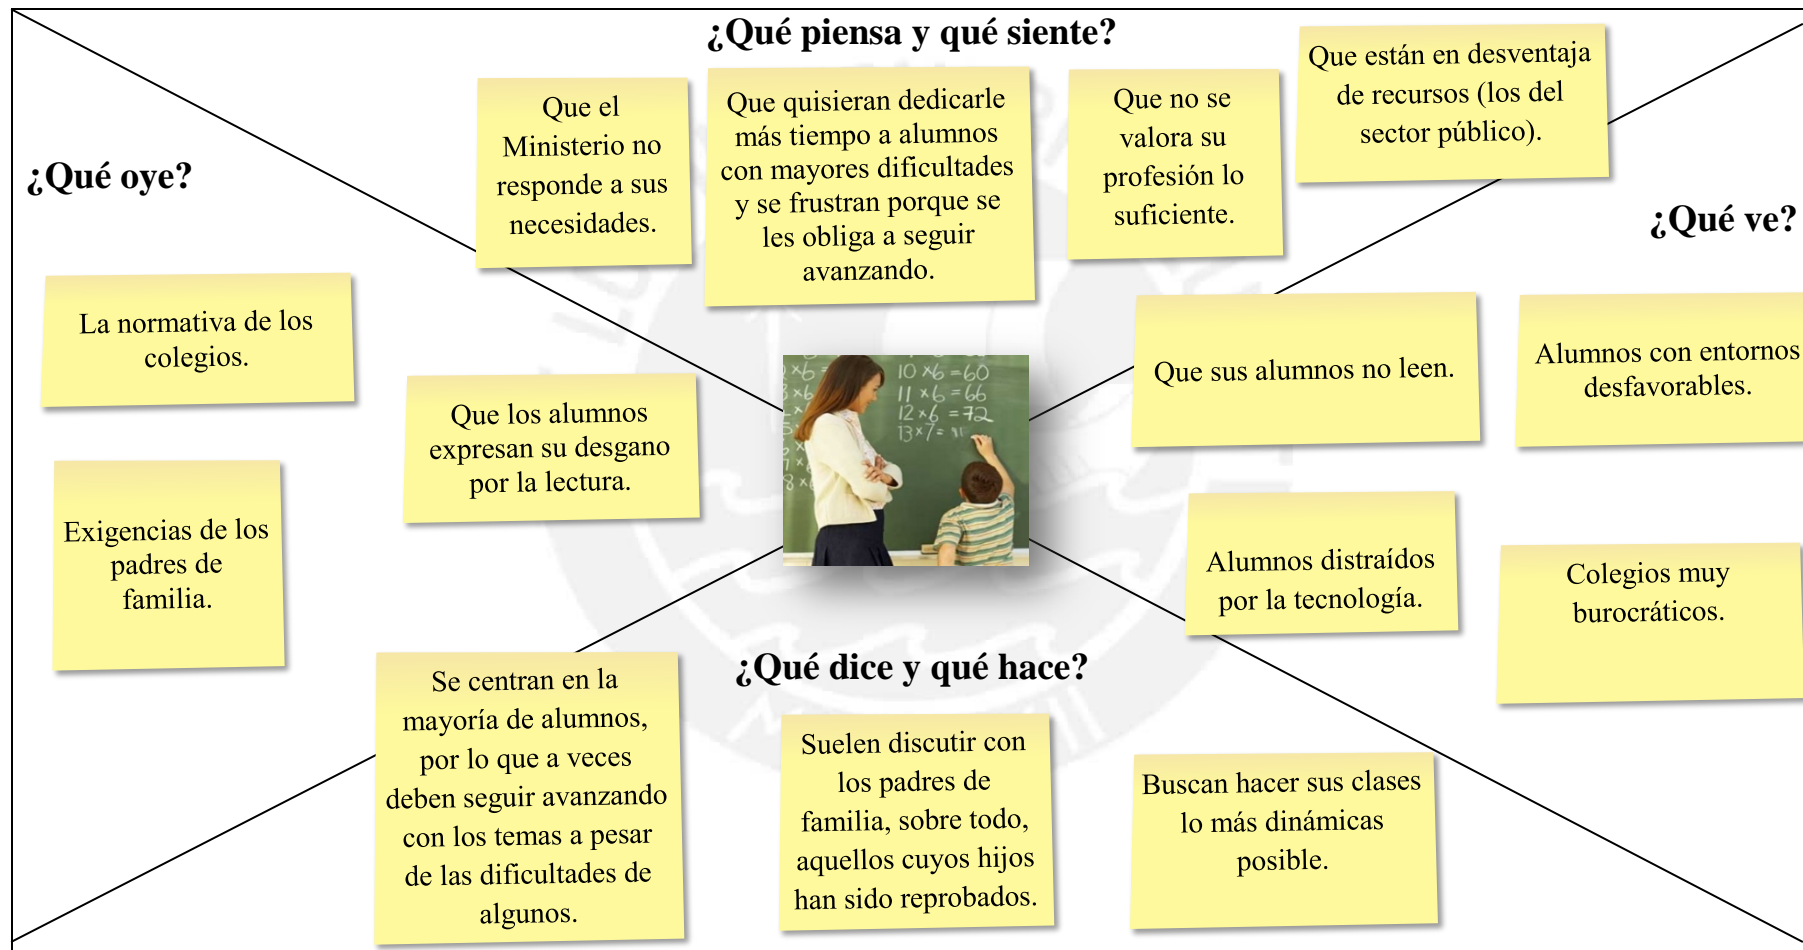 ¿Qué piensa y qué siente?
Que el
Ministerio no
responde a sus
necesidades.
Que quisieran dedicarle
más tiempo a alumnos
con mayores dificultades
y se frustran porque se
les obliga a seguir
avanzando.
Que no se
valora su
profesión lo
suficiente.
Que están en desventaja
de recursos (los del
sector público).
¿Qué oye?
La normativa de los
colegios.
Que los alumnos
expresan su desgano
por la lectura.
Exigencias de los
padres de
familia.
10 x 6 = 60
11 x 6 = 66
12 x 6 = 72
13 x 7 =
¿Qué ve?
Que sus alumnos no leen.
Alumnos con entornos
desfavorables.
Alumnos distraídos
por la tecnología.
Colegios muy
burocráticos.
¿Qué dice y qué hace?
Se centran en la
mayoría de alumnos,
por lo que a veces
deben seguir avanzando
con los temas a pesar
de las dificultades de
algunos.
Suelen discutir con
los padres de
familia, sobre todo,
aquellos cuyos hijos
han sido reprobados.
Buscan hacer sus clases
lo más dinámicas
posible.